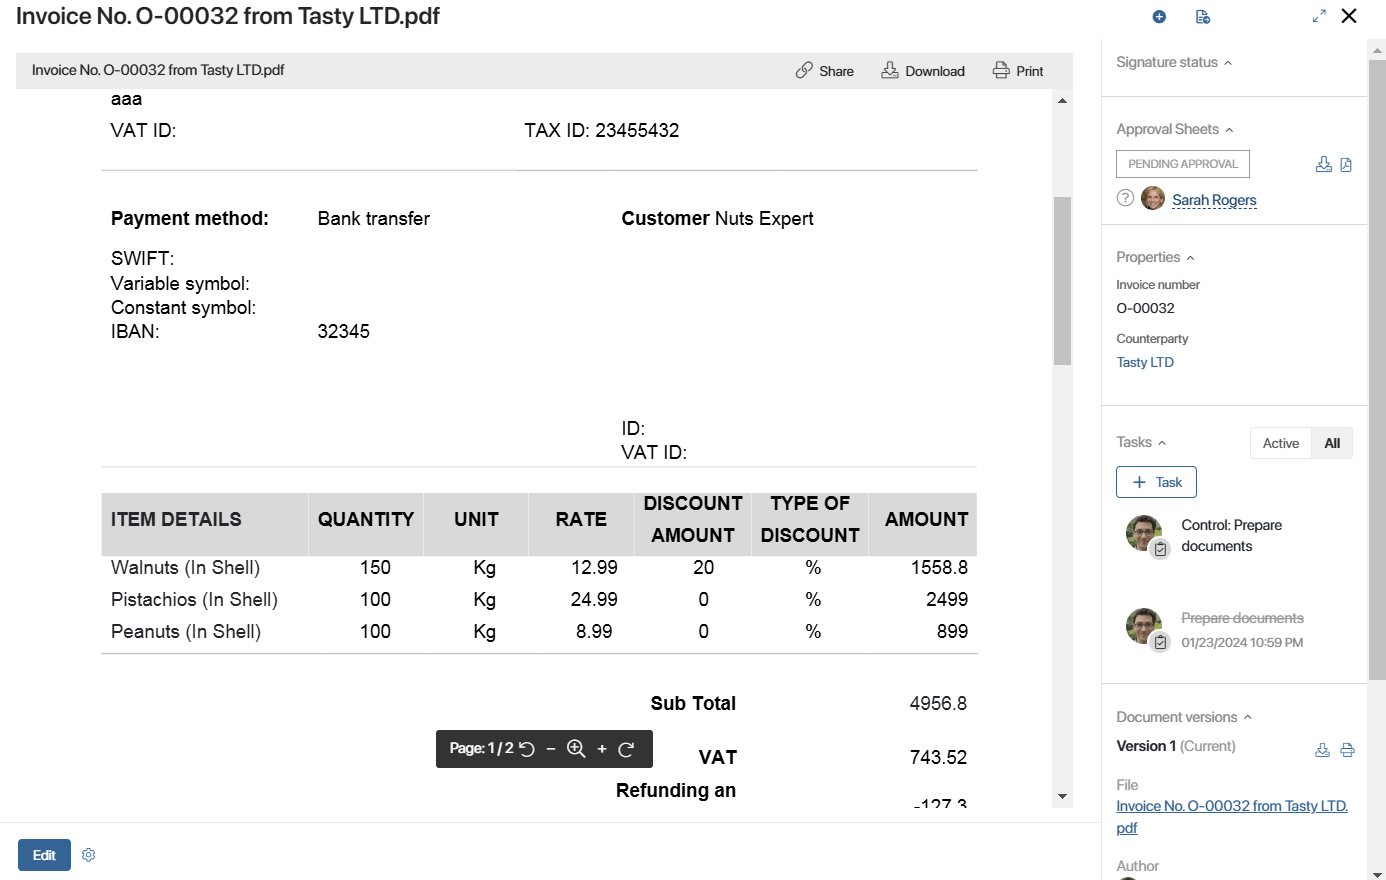 Invoice No. O-00032 from Tasty LTD.pdf
Invoice No. O-00032 from Tasty LTD.pdf
Share
Download
Print
aaa
VAT ID:
TAX ID: 23455432
Payment method:
Bank transfer
Customer Nuts Expert
SWIFT:
Variable symbol:
Constant symbol:
IBAN:
32345
ID:
VAT ID:
ITEM DETAILS QUANTITY UNIT RATE DISCOUNT AMOUNT TYPE OF DISCOUNT AMOUNT
Walnuts (In Shell) 150 Kg 12.99 20 % 1558.8
Pistachios (In Shell) 100 Kg 24.99 0 % 2499
Peanuts (In Shell) 100 Kg 8.99 0 % 899
Sub Total 4956.8
VAT 743.52
Refunding an -127.3
Page: 1 / 2
Edit
Signature status
Approval Sheets
PENDING APPROVAL
Sarah Rogers
Properties
Invoice number
O-00032
Counterparty
Tasty LTD
Tasks
Active All
+ Task
Control: Prepare
documents
Prepare documents
01/23/2024 10:59 PM
Document versions
Version 1 (Current)
File
Invoice No. O-00032 from Tasty LTD.
pdf
Author